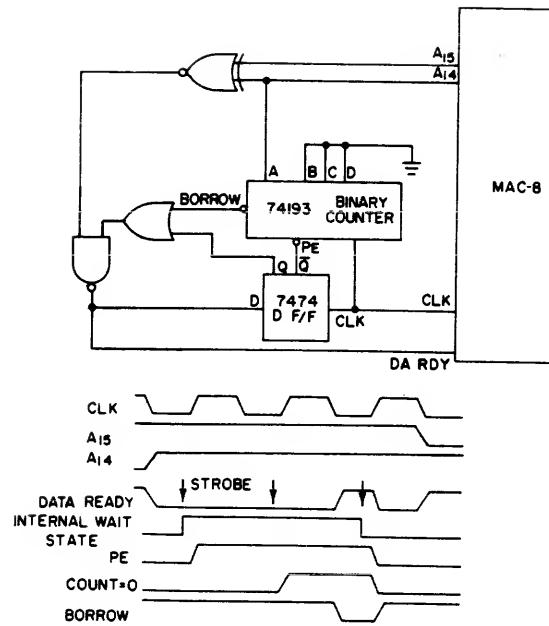 A15
A14
A B C D
MAC-8
BORROW
74193 BINARY
COUNTER
PE
Q Q̅
D 7474
D F/F
CLK
CLK
DA RDY
CLK
A15
A14
STROBE
DATA READY
INTERNAL WAIT
STATE
PE
COUNT=0
BORROW